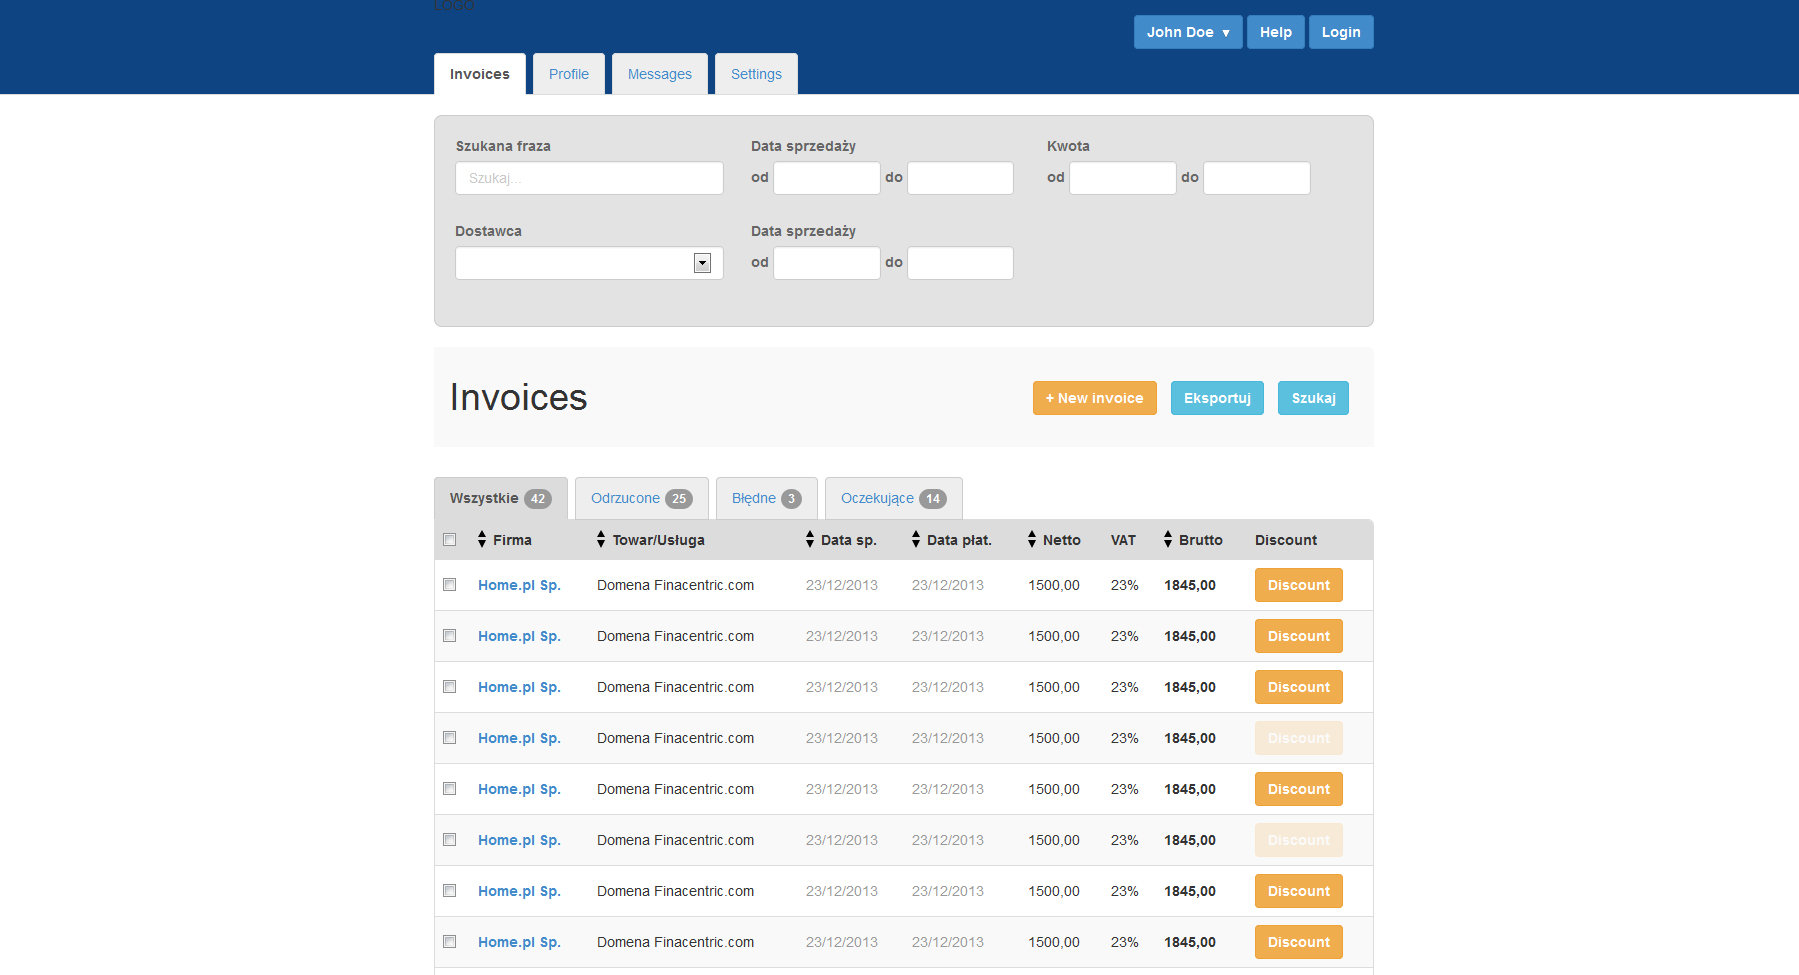 LOGO
John Doe ▼ Help Login
Invoices Profile Messages Settings
Szukana fraza Data sprzedaży Kwota
Szukaj... od do od do
Dostawca Data sprzedaży
od do
Invoices + New invoice Eksportuj Szukaj
Wszystkie 42 Odrzucone 25 Błędne 3 Oczekujące 14
Firma Towar/Usługa Data sp. Data płat. Netto VAT Brutto Discount
Home.pl Sp. Domena Finacentric.com 23/12/2013 23/12/2013 1500,00 23% 1845,00 Discount
Home.pl Sp. Domena Finacentric.com 23/12/2013 23/12/2013 1500,00 23% 1845,00 Discount
Home.pl Sp. Domena Finacentric.com 23/12/2013 23/12/2013 1500,00 23% 1845,00 Discount
Home.pl Sp. Domena Finacentric.com 23/12/2013 23/12/2013 1500,00 23% 1845,00 Discount
Home.pl Sp. Domena Finacentric.com 23/12/2013 23/12/2013 1500,00 23% 1845,00 Discount
Home.pl Sp. Domena Finacentric.com 23/12/2013 23/12/2013 1500,00 23% 1845,00 Discount
Home.pl Sp. Domena Finacentric.com 23/12/2013 23/12/2013 1500,00 23% 1845,00 Discount
Home.pl Sp. Domena Finacentric.com 23/12/2013 23/12/2013 1500,00 23% 1845,00 Discount